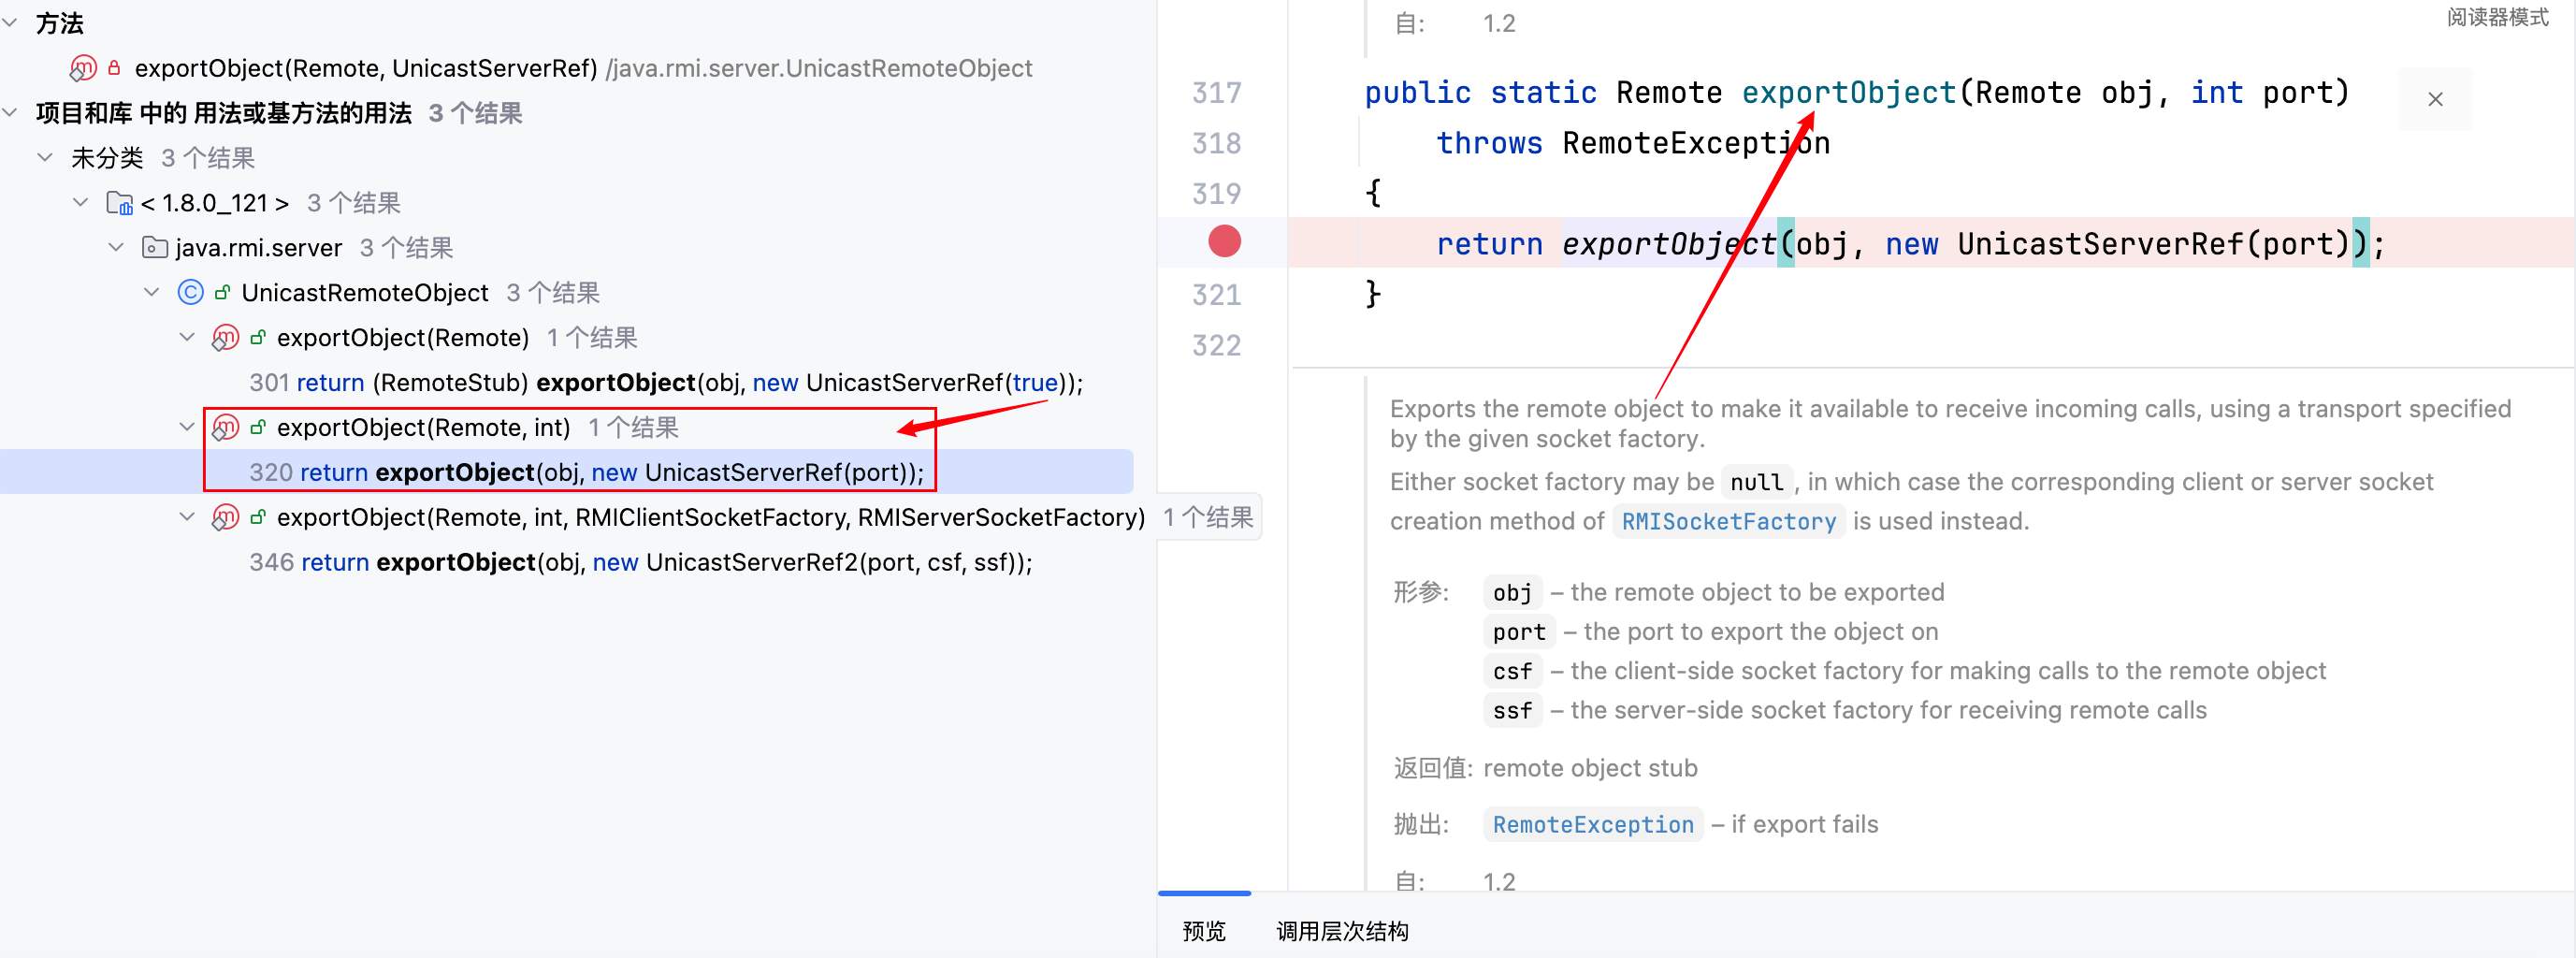 方法
exportObject(Remote, UnicastServerRef) /java.rmi.server.UnicastRemoteObject
项目和库 中的 用法或基方法的用法 3 个结果
未分类 3 个结果
< 1.8.0_121 > 3 个结果
java.rmi.server 3 个结果
UnicastRemoteObject 3 个结果
exportObject(Remote) 1 个结果
301 return (RemoteStub) exportObject(obj, new UnicastServerRef(true));
exportObject(Remote, int) 1 个结果
320 return exportObject(obj, new UnicastServerRef(port));
exportObject(Remote, int, RMIClientSocketFactory, RMIServerSocketFactory) 1 个结果
346 return exportObject(obj, new UnicastServerRef2(port, csf, ssf));
阅读器模式
自: 1.2
317 public static Remote exportObject(Remote obj, int port)
318 throws RemoteException
319 {
return exportObject(obj, new UnicastServerRef(port));
321 }
322
Exports the remote object to make it available to receive incoming calls, using a transport specified
by the given socket factory.
Either socket factory may be null, in which case the corresponding client or server socket
creation method of RMISocketFactory is used instead.
形参: obj – the remote object to be exported
port – the port to export the object on
csf – the client-side socket factory for making calls to the remote object
ssf – the server-side socket factory for receiving remote calls
返回值: remote object stub
抛出: RemoteException – if export fails
自: 1.2
预览 调用层次结构